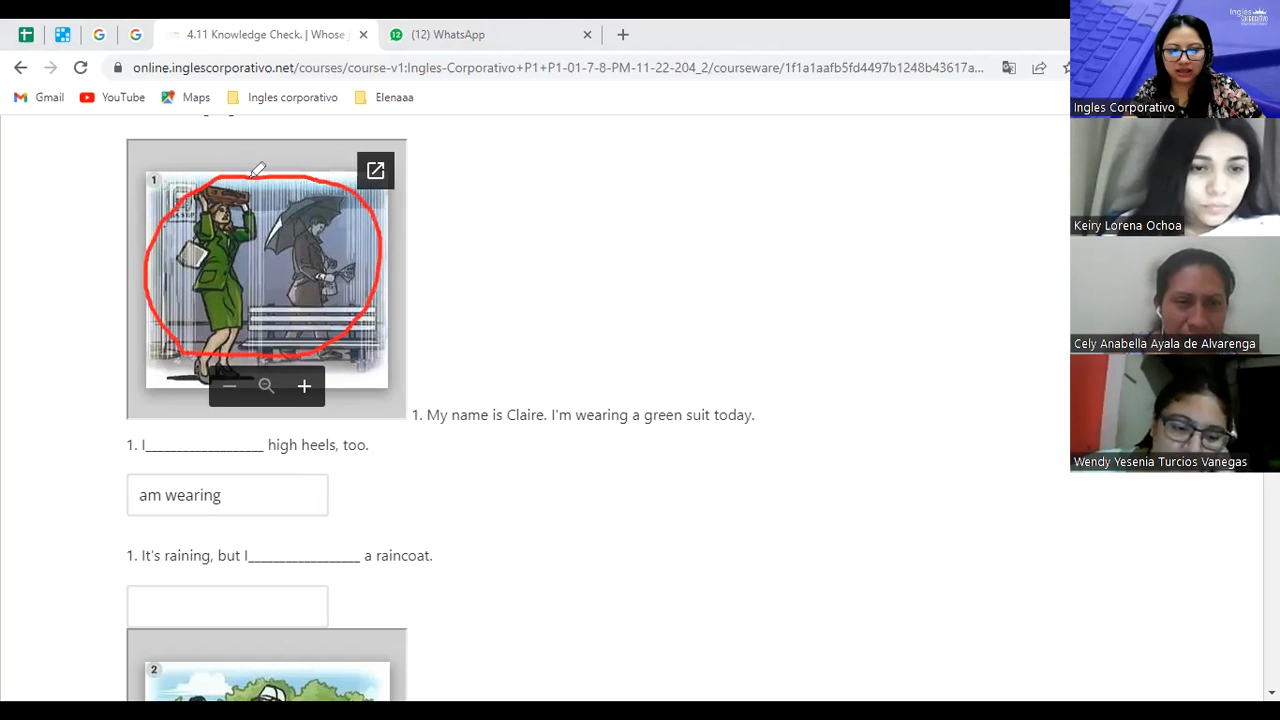 4.11 Knowledge Check. | Whose
(12) WhatsApp
online.inglescorporativo.net/courses/course-v1:Ingles-Corporativo+P1+P1-01-7-8-PM-11-22-204_2/courseware/1f1a1aafb5fd4497b1248b43617a...
Gmail
YouTube
Maps
Ingles corporativo
Elenaaa
Ingles Corporativo
Keiry Lorena Ochoa
Cely Anabella Ayala de Alvarenga
Wendy Yesenia Turcios Vanegas
1
1. My name is Claire. I'm wearing a green suit today.
1. I___________________ high heels, too.
am wearing
1. It's raining, but I__________________ a raincoat.
2